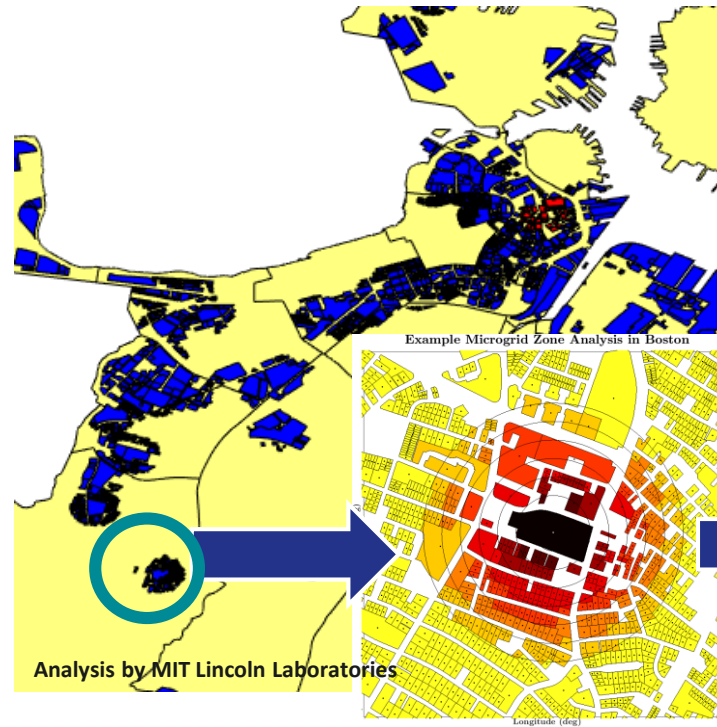 Example Microgrid Zone Analysis in Boston
Analysis by MIT Lincoln Laboratories
Longitude (deg)